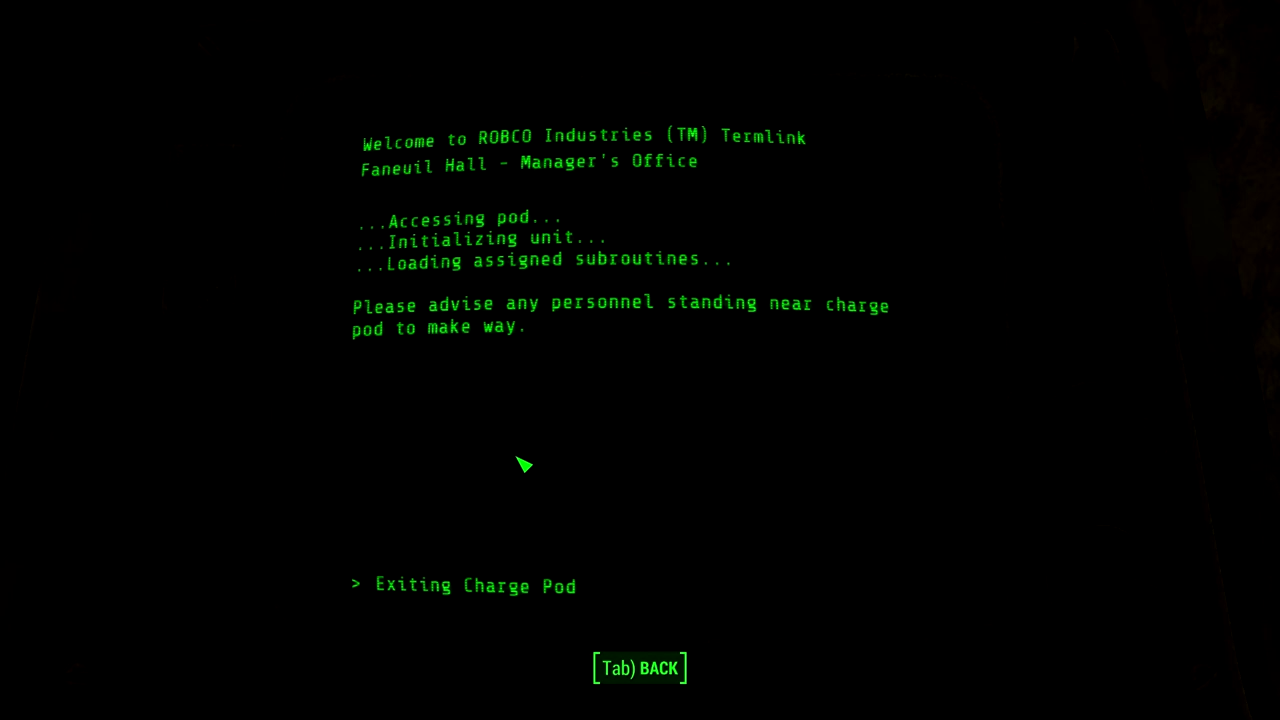 Welcome to ROBCO Industries (TM) Termlink
Faneuil Hall - Manager's Office
...Accessing pod...
...Initializing unit...
...Loading assigned subroutines...
Please advise any personnel standing near charge
pod to make way.
> Exiting Charge Pod
[Tab) BACK]